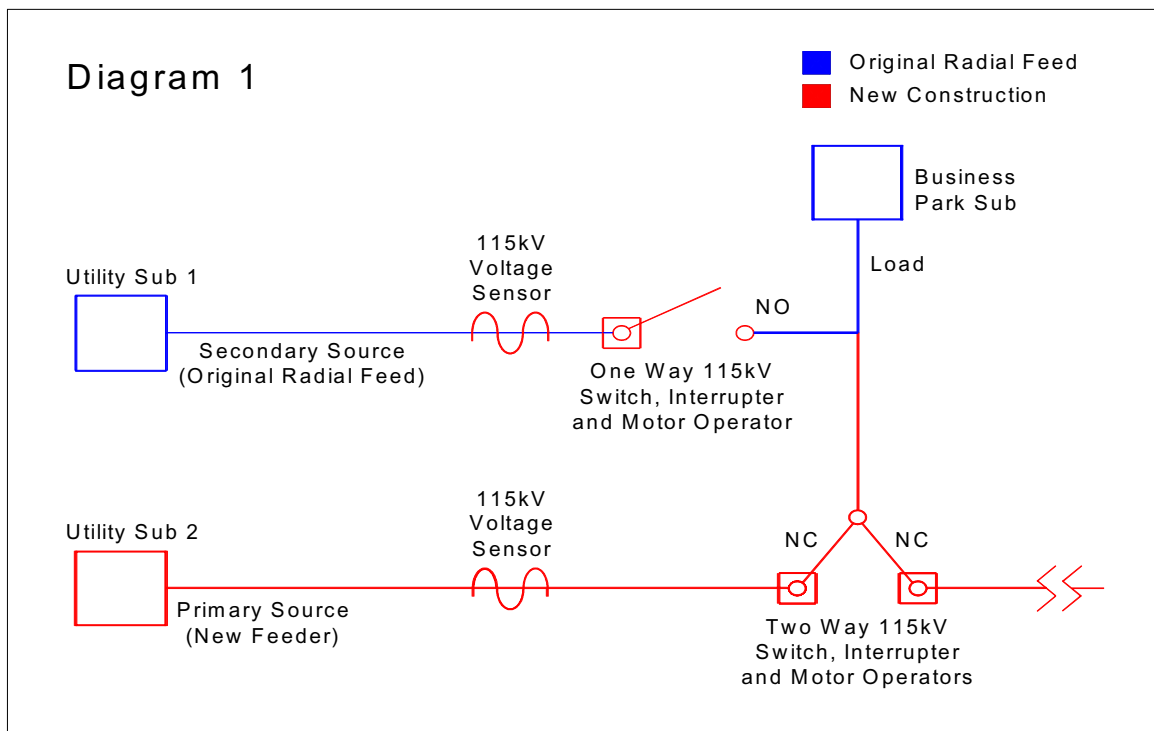 Diagram 1
Original Radial Feed
New Construction
Business
Park Sub
Load
115kV
Voltage
Sensor
Utility Sub 1
NO
Secondary Source
(Original Radial Feed)
One Way 115kV
Switch, Interrupter
and Motor Operator
115kV
Voltage
Sensor
Utility Sub 2
NC
NC
Primary Source
(New Feeder)
Two Way 115kV
Switch, Interrupter
and Motor Operators